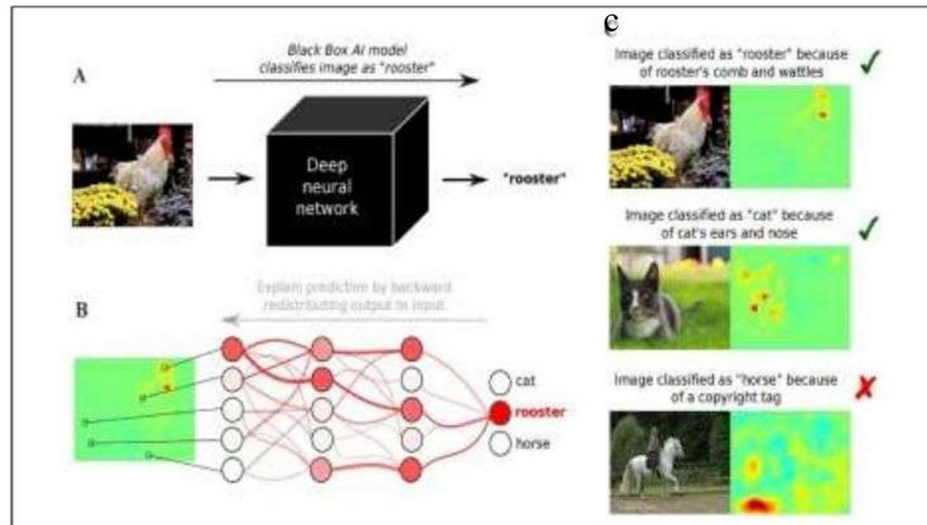 A
Black Box AI model
classifies image as "rooster"
Deep
neural
network
"rooster"
B
Explain prediction by backward
redistributing output to input
cat
rooster
horse
C
Image classified as "rooster" because
of rooster's comb and wattles
Image classified as "cat" because
of cat's ears and nose
Image classified as "horse" because
of a copyright tag